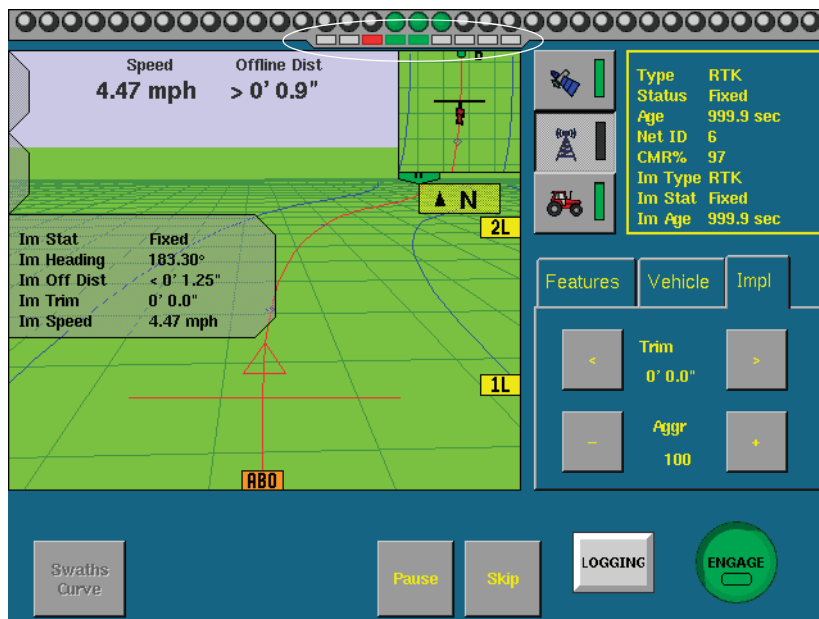 Speed Offline Dist
4.47 mph > 0' 0.9"
N
2L
1L
AB0
Im Stat Fixed
Im Heading 183.30°
Im Off Dist < 0' 1.25"
Im Trim 0' 0.0"
Im Speed 4.47 mph
Type RTK
Status Fixed
Age 999.9 sec
Net ID 6
CMR% 97
Im Type RTK
Im Stat Fixed
Im Age 999.9 sec
Features Vehicle Impl
< Trim >
0' 0.0"
- Aggr +
100
Swaths
Curve
Pause
Skip
LOGGING
ENGAGE